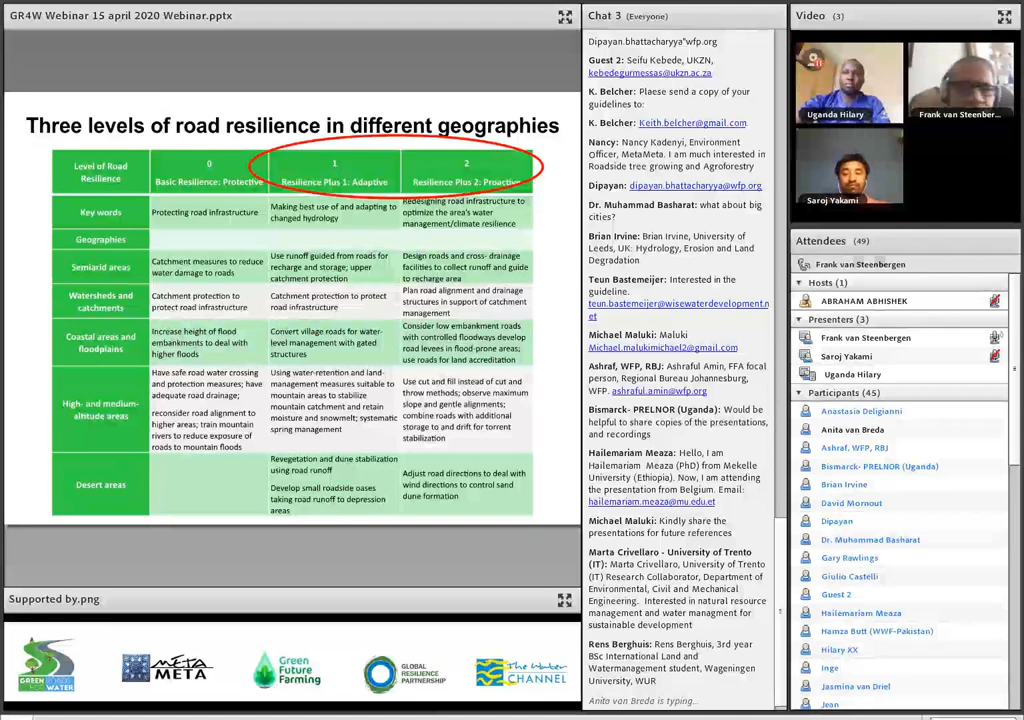 GR4W Webinar 15 april 2020 Webinar.pptx
Three levels of road resilience in different geographies
Level of Road
Resilience
0
Basic Resilience: Protective
1
Resilience Plus 1: Adaptive
2
Resilience Plus 2: Proactive
Key words
Protecting road infrastructure
Making best use of and adapting to
changed hydrology
Redesigning road infrastructure to
optimize the area's water
management/climate resilience
Geographies
Semiarid areas
Catchment measures to reduce
water damage to roads
Use runoff guided from roads for
recharge and storage; upper
catchment protection
Design roads and cross- drainage
facilities to collect runoff and guide
to recharge area
Watersheds and
catchments
Catchment protection to
protect road infrastructure
Catchment protection to protect
road infrastructure
Plan road alignment and drainage
structures in support of catchment
management
Coastal areas and
floodplains
Increase height of flood
embankments to deal with
higher floods
Convert village roads for water-
level management with gated
structures
Consider low embankment roads
with controlled floodways develop
road levees in flood-prone areas;
use roads for land accreditation
High- and medium-
altitude areas
Have safe road water crossing
and protection measures; have
adequate road drainage;
reconsider road alignment to
higher areas; train mountain
rivers to reduce exposure of
roads to mountain floods
Using water-retention and land-
management measures suitable to
mountain areas to stabilize
mountain catchment and retain
moisture and snowmelt; systematic
spring management
Use cut and fill instead of cut and
throw methods; observe maximum
slope and gentle alignments;
combine roads with additional
storage to and drift for torrent
stabilization
Desert areas
Revegetation and dune stabilization
using road runoff
Develop small roadside oases
taking road runoff to depression
areas
Adjust road directions to deal with
wind directions to control sand
dune formation
Supported by.png
GREEN ROADS
WATER
META
META
Green
Future
Farming
GLOBAL
RESILIENCE
PARTNERSHIP
The Water
CHANNEL
Chat 3 (Everyone)
Dipayan.bhattacharyya"wfp.org
Guest 2: Seifu Kebede, UKZN,
kebedegurmessas@ukzn.ac.za
K. Belcher: Plaese send a copy of your
guidelines to:
K. Belcher: Keith.belcher@gmail.com.
Nancy: Nancy Kadenyi, Environment
Officer, MetaMeta. I am much interested in
Roadside tree growing and Agroforestry
Dipayan: dipayan.bhattacharyya@wfp.org
Dr. Muhammad Basharat: what about big
cities?
Brian Irvine: Brian Irvine, University of
Leeds, UK: Hydrology, Erosion and Land
Degradation
Teun Bastemeijer: Interested in the
guideline.
teun.bastemeijer@wisewaterdevelopment.n
et
Michael Maluki: Maluki
Michael.malukimichael2@gmail.com
Ashraf, WFP, RBJ: Ashraful Amin, FFA focal
person, Regional Bureau Johannesburg,
WFP. ashraful.amin@wfp.org
Bismarck- PRELNOR (Uganda): Would be
helpful to share copies of the presentations,
and recordings
Hailemariam Meaza: Hello, I am
Hailemariam Meaza (PhD) from Mekelle
University (Ethiopia). Now, I am attending
the presentation from Belgium. Email:
hailemariam.meaza@mu.edu.et
Michael Maluki: Kindly share the
presentations for future references
Marta Crivellaro - University of Trento
(IT): Marta Crivellaro, University of Trento
(IT) Research Collaborator, Department of
Environmental, Civil and Mechanical
Engineering. Interested in natural resource
management and water managment for
sustainable development
Rens Berghuis: Rens Berghuis, 3rd year
BSc International Land and
Watermanagement student, Wageningen
University, WUR
Anita van Breda is typing...
Video (3)
Uganda Hilary
Frank van Steenber...
Saroj Yakami
Attendees (49)
Frank van Steenbergen
Hosts (1)
ABRAHAM ABHISHEK
Presenters (3)
Frank van Steenbergen
Saroj Yakami
Uganda Hilary
Participants (45)
Anastasia Deligianni
Anita van Breda
Ashraf, WFP, RBJ
Bismarck- PRELNOR (Uganda)
Brian Irvine
David Mornout
Dipayan
Dr. Muhammad Basharat
Gary Rawlings
Giulio Castelli
Guest 2
Hailemariam Meaza
Hamza Butt (WWF-Pakistan)
Hilary XX
Inge
Jasmina van Driel
Jean